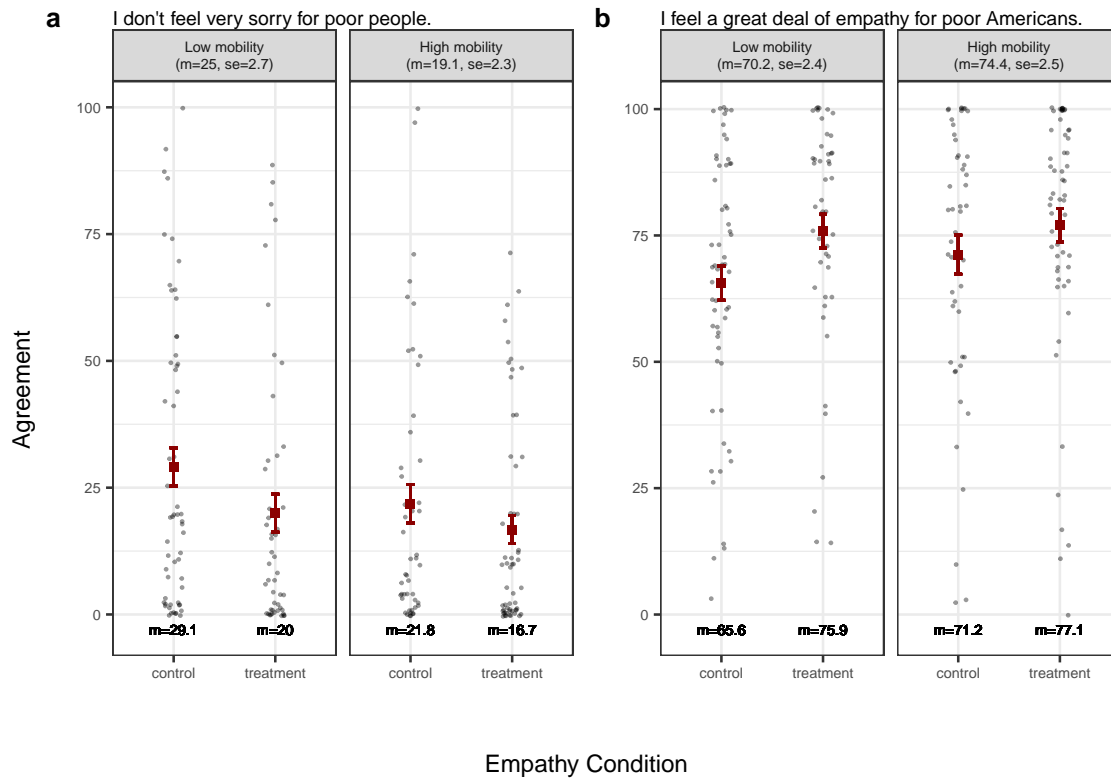 a
I don't feel very sorry for poor people.
Low mobility
(m=25, se=2.7)
High mobility
(m=19.1, se=2.3)
100
75
50
25
0
m=29.1
m=20
m=21.8
m=16.7
control
treatment
control
treatment
b
I feel a great deal of empathy for poor Americans.
Low mobility
(m=70.2, se=2.4)
High mobility
(m=74.4, se=2.5)
100
75
50
25
0
m=65.6
m=75.9
m=71.2
m=77.1
control
treatment
control
treatment
Agreement
Empathy Condition